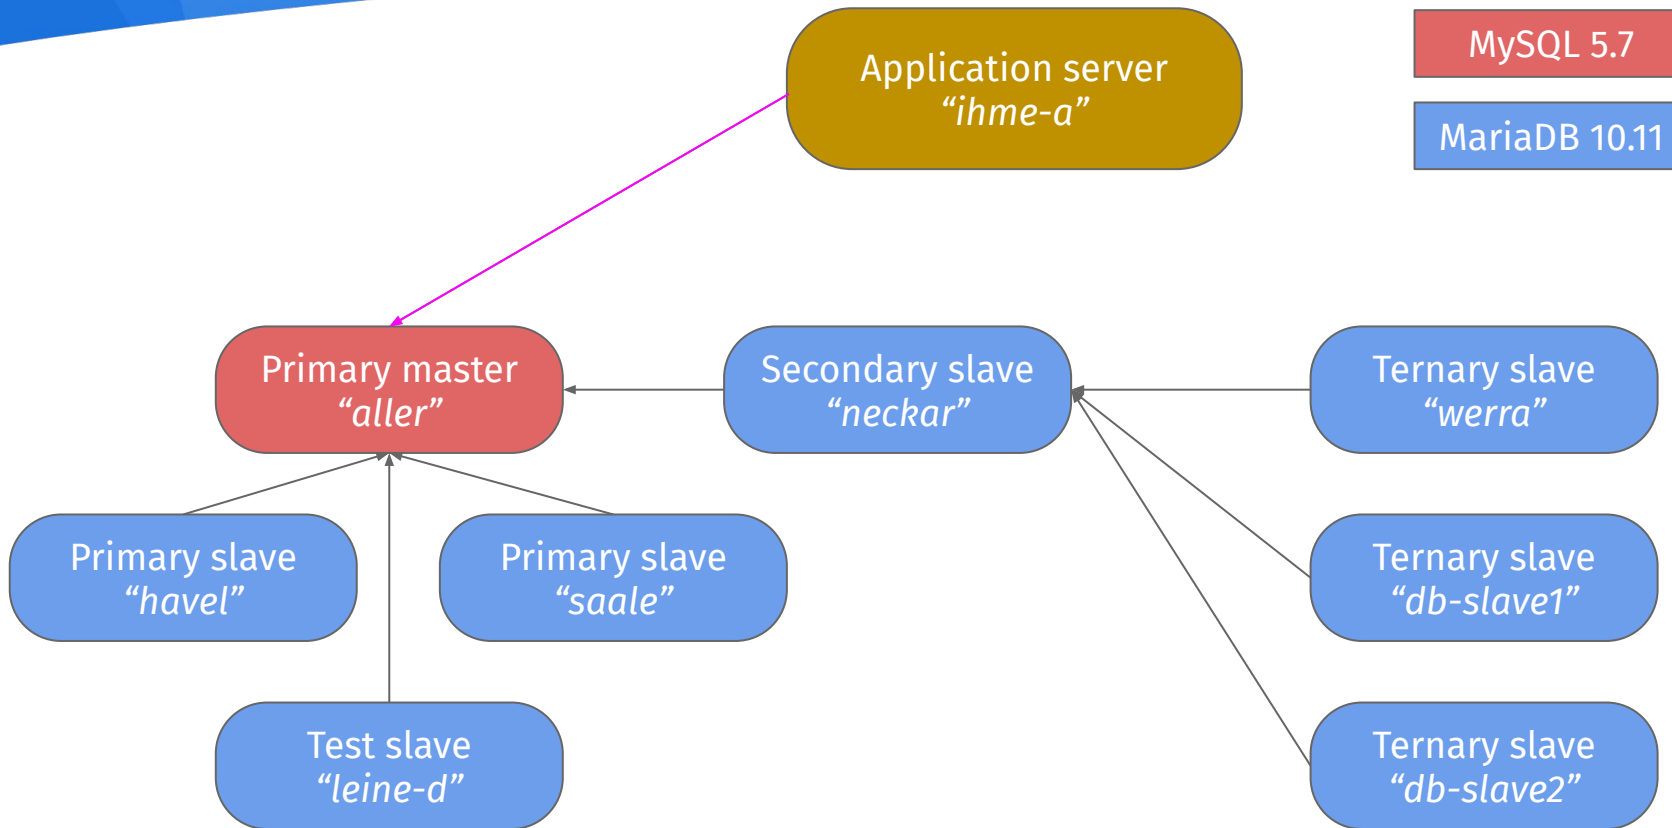 Application server
“ihme-a”
MySQL 5.7
MariaDB 10.11
Primary master
“aller”
Secondary slave
“neckar”
Ternary slave
“werra”
Primary slave
“havel”
Primary slave
“saale”
Ternary slave
“db-slave1”
Test slave
“leine-d”
Ternary slave
“db-slave2”